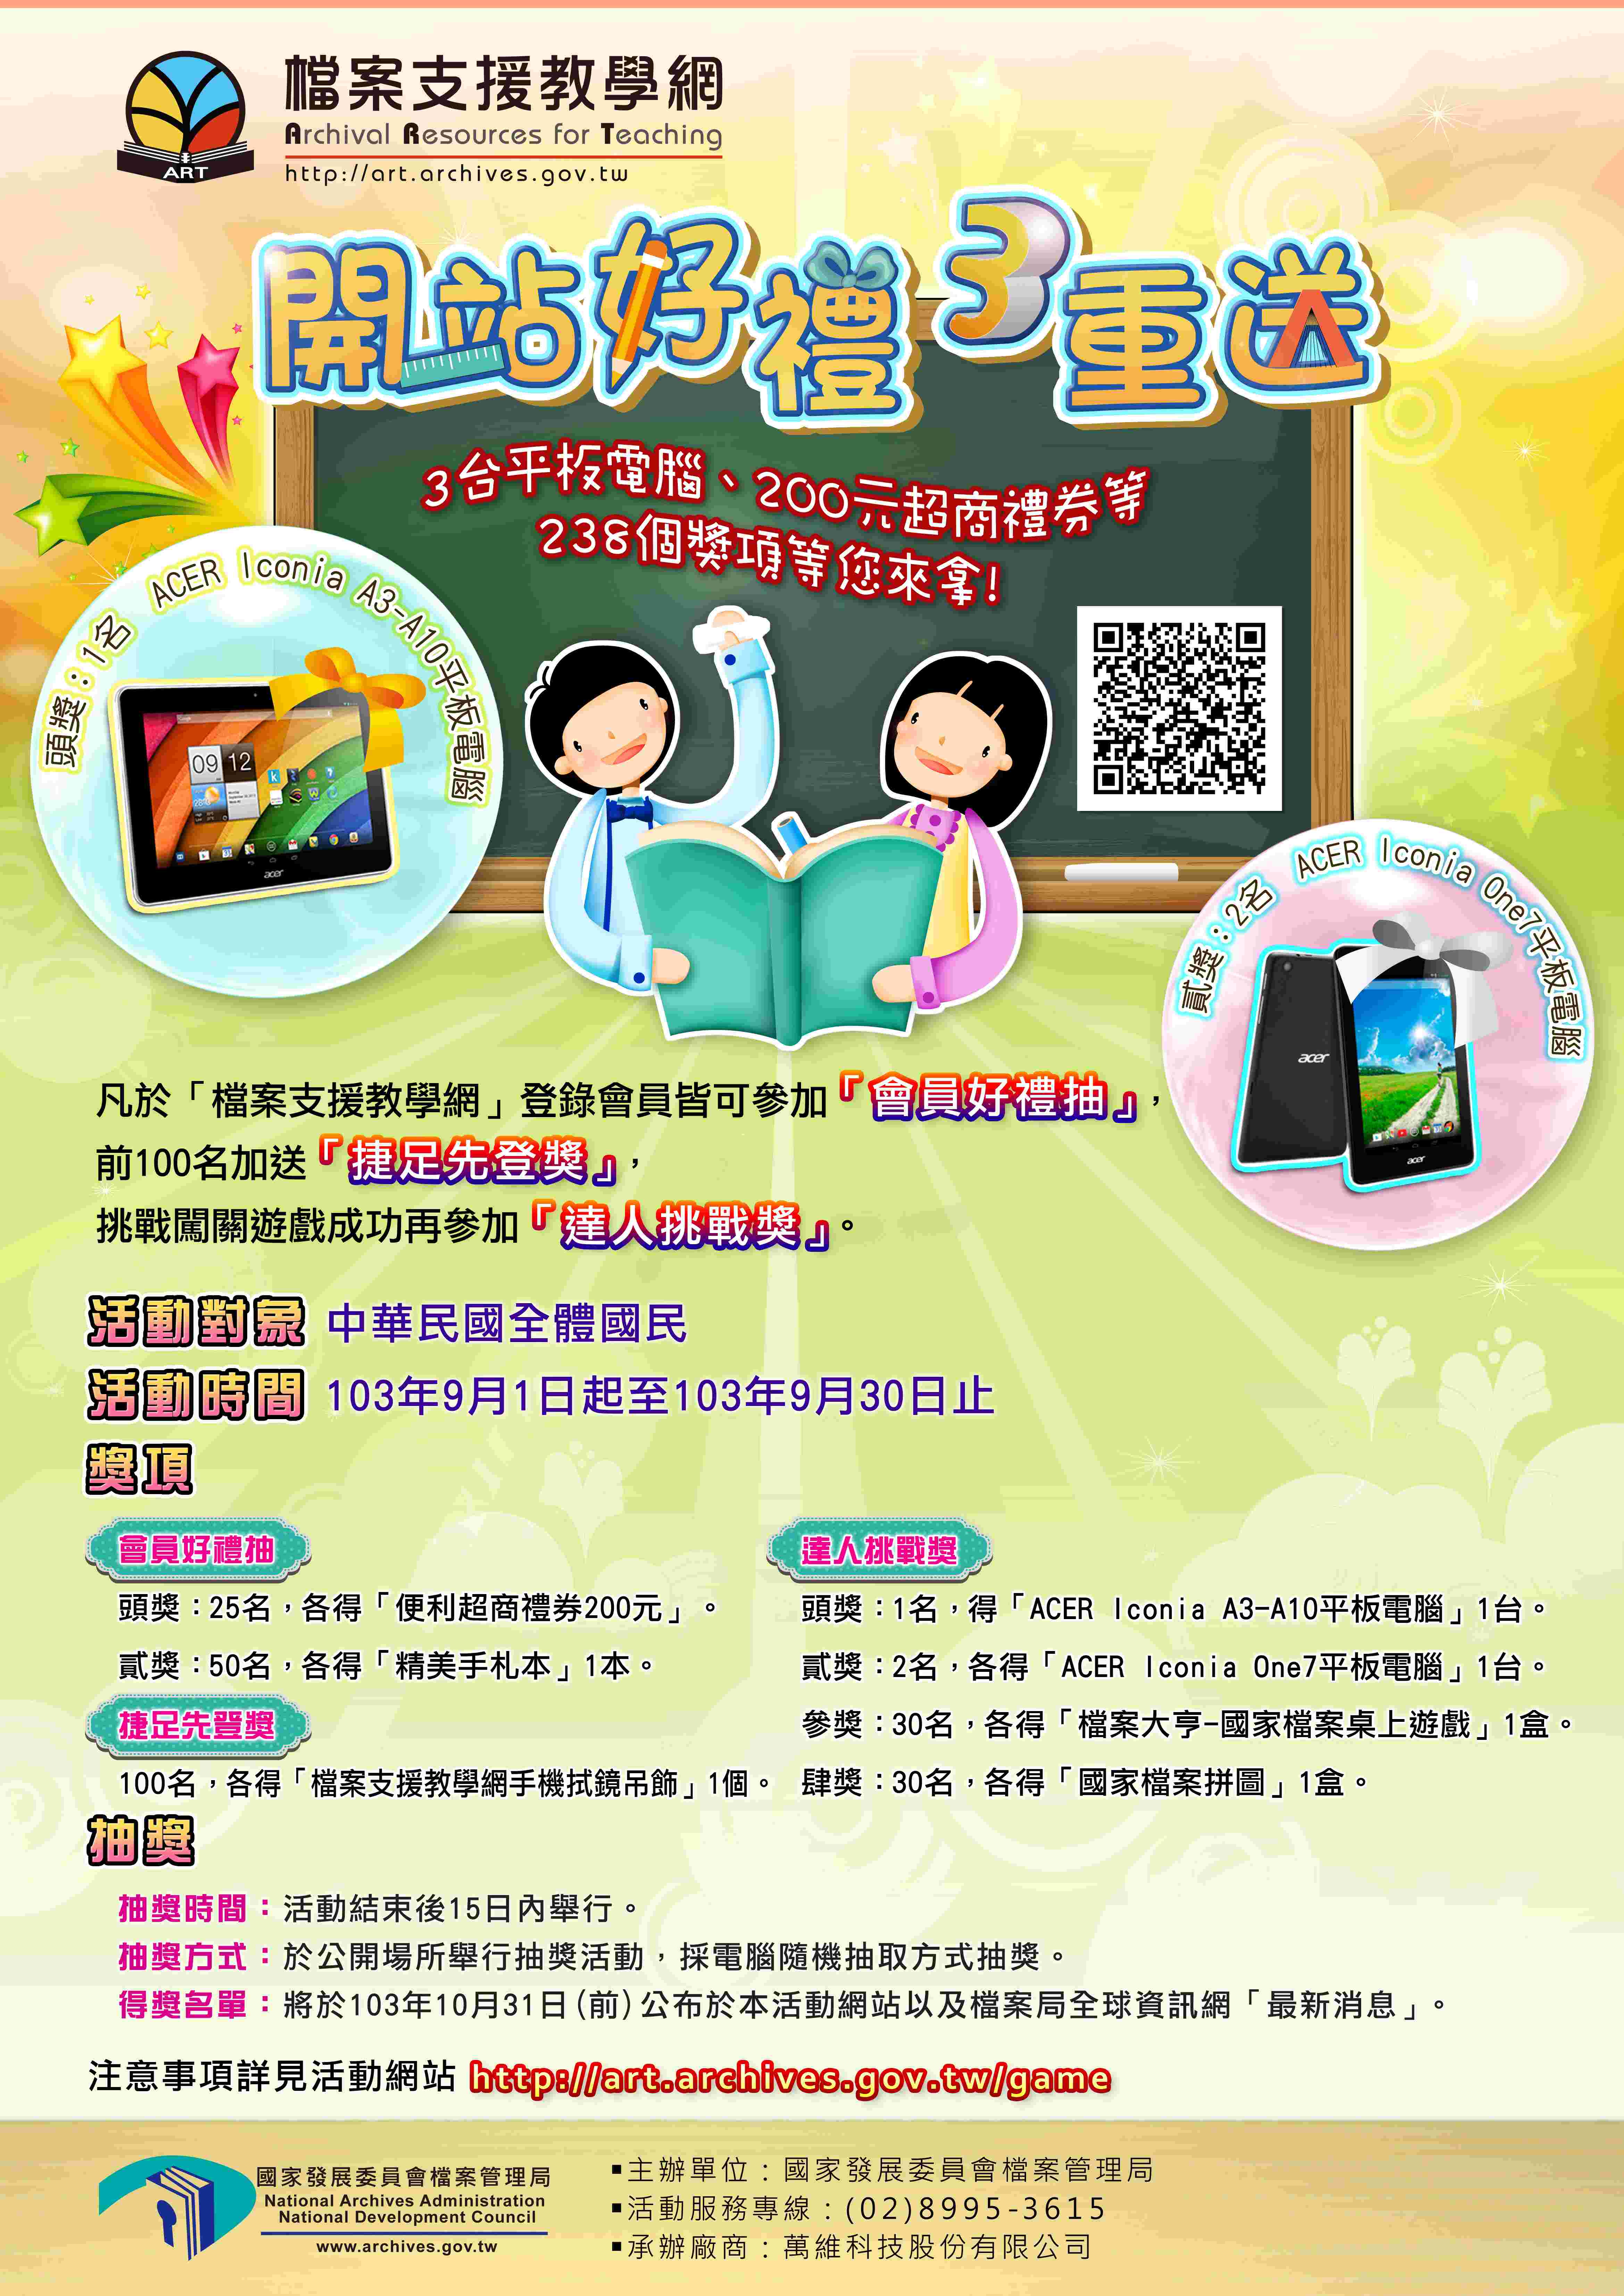 檔案支援教學網
Archival Resources for Teaching
http://art.archives.gov.tw
ART
開站好禮3重送
3台平板電腦、200元超商禮券等
238個獎項等您來拿!
頭獎：1名 ACER Iconia A3-A10平板電腦
09 12
acer
貳獎：2名 ACER Iconia One7平板電腦
acer
acer
凡於「檔案支援教學網」登錄會員皆可參加「會員好禮抽」，
前100名加送「捷足先登獎」，
挑戰闖關遊戲成功再參加「達人挑戰獎」。
活動對象 中華民國全體國民
活動時間 103年9月1日起至103年9月30日止
獎項
會員好禮抽
頭獎：25名，各得「便利超商禮券200元」。
貳獎：50名，各得「精美手札本」1本。
捷足先登獎
100名，各得「檔案支援教學網手機拭鏡吊飾」1個。
達人挑戰獎
頭獎：1名，得「ACER Iconia A3-A10平板電腦」1台。
貳獎：2名，各得「ACER Iconia One7平板電腦」1台。
參獎：30名，各得「檔案大亨-國家檔案桌上遊戲」1盒。
肆獎：30名，各得「國家檔案拼圖」1盒。
抽獎
抽獎時間：活動結束後15日內舉行。
抽獎方式：於公開場所舉行抽獎活動，採電腦隨機抽取方式抽獎。
得獎名單：將於103年10月31日(前)公布於本活動網站以及檔案局全球資訊網「最新消息」。
注意事項詳見活動網站 http://art.archives.gov.tw/game
國家發展委員會檔案管理局
National Archives Administration
National Development Council
www.archives.gov.tw
▪主辦單位：國家發展委員會檔案管理局
▪活動服務專線：(02)8995-3615
▪承辦廠商：萬維科技股份有限公司